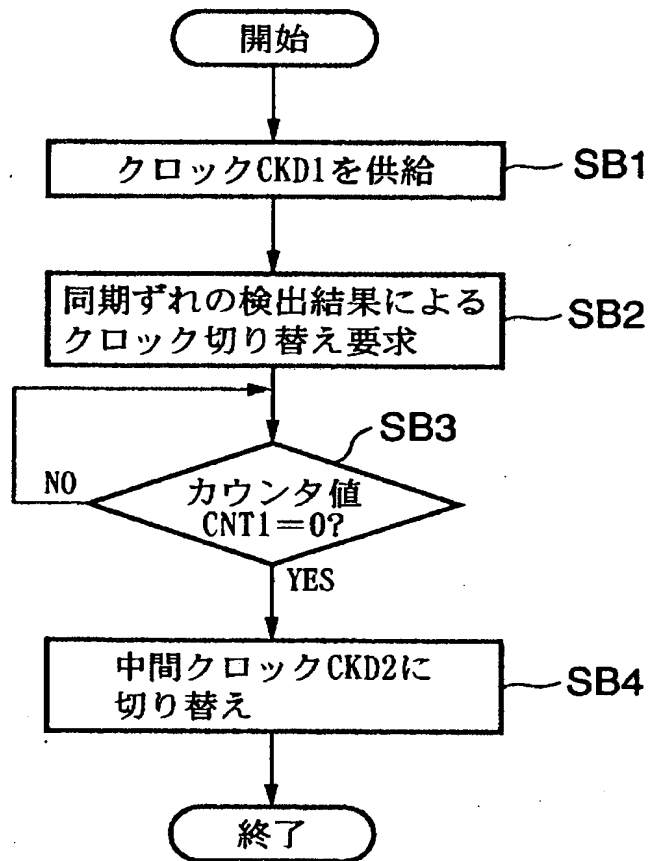 開始
クロックCKD1を供給
SB1
同期ずれの検出結果による
クロック切り替え要求
SB2
SB3
NO
カウンタ値
CNT1=0?
YES
中間クロックCKD2に
切り替え
SB4
終了